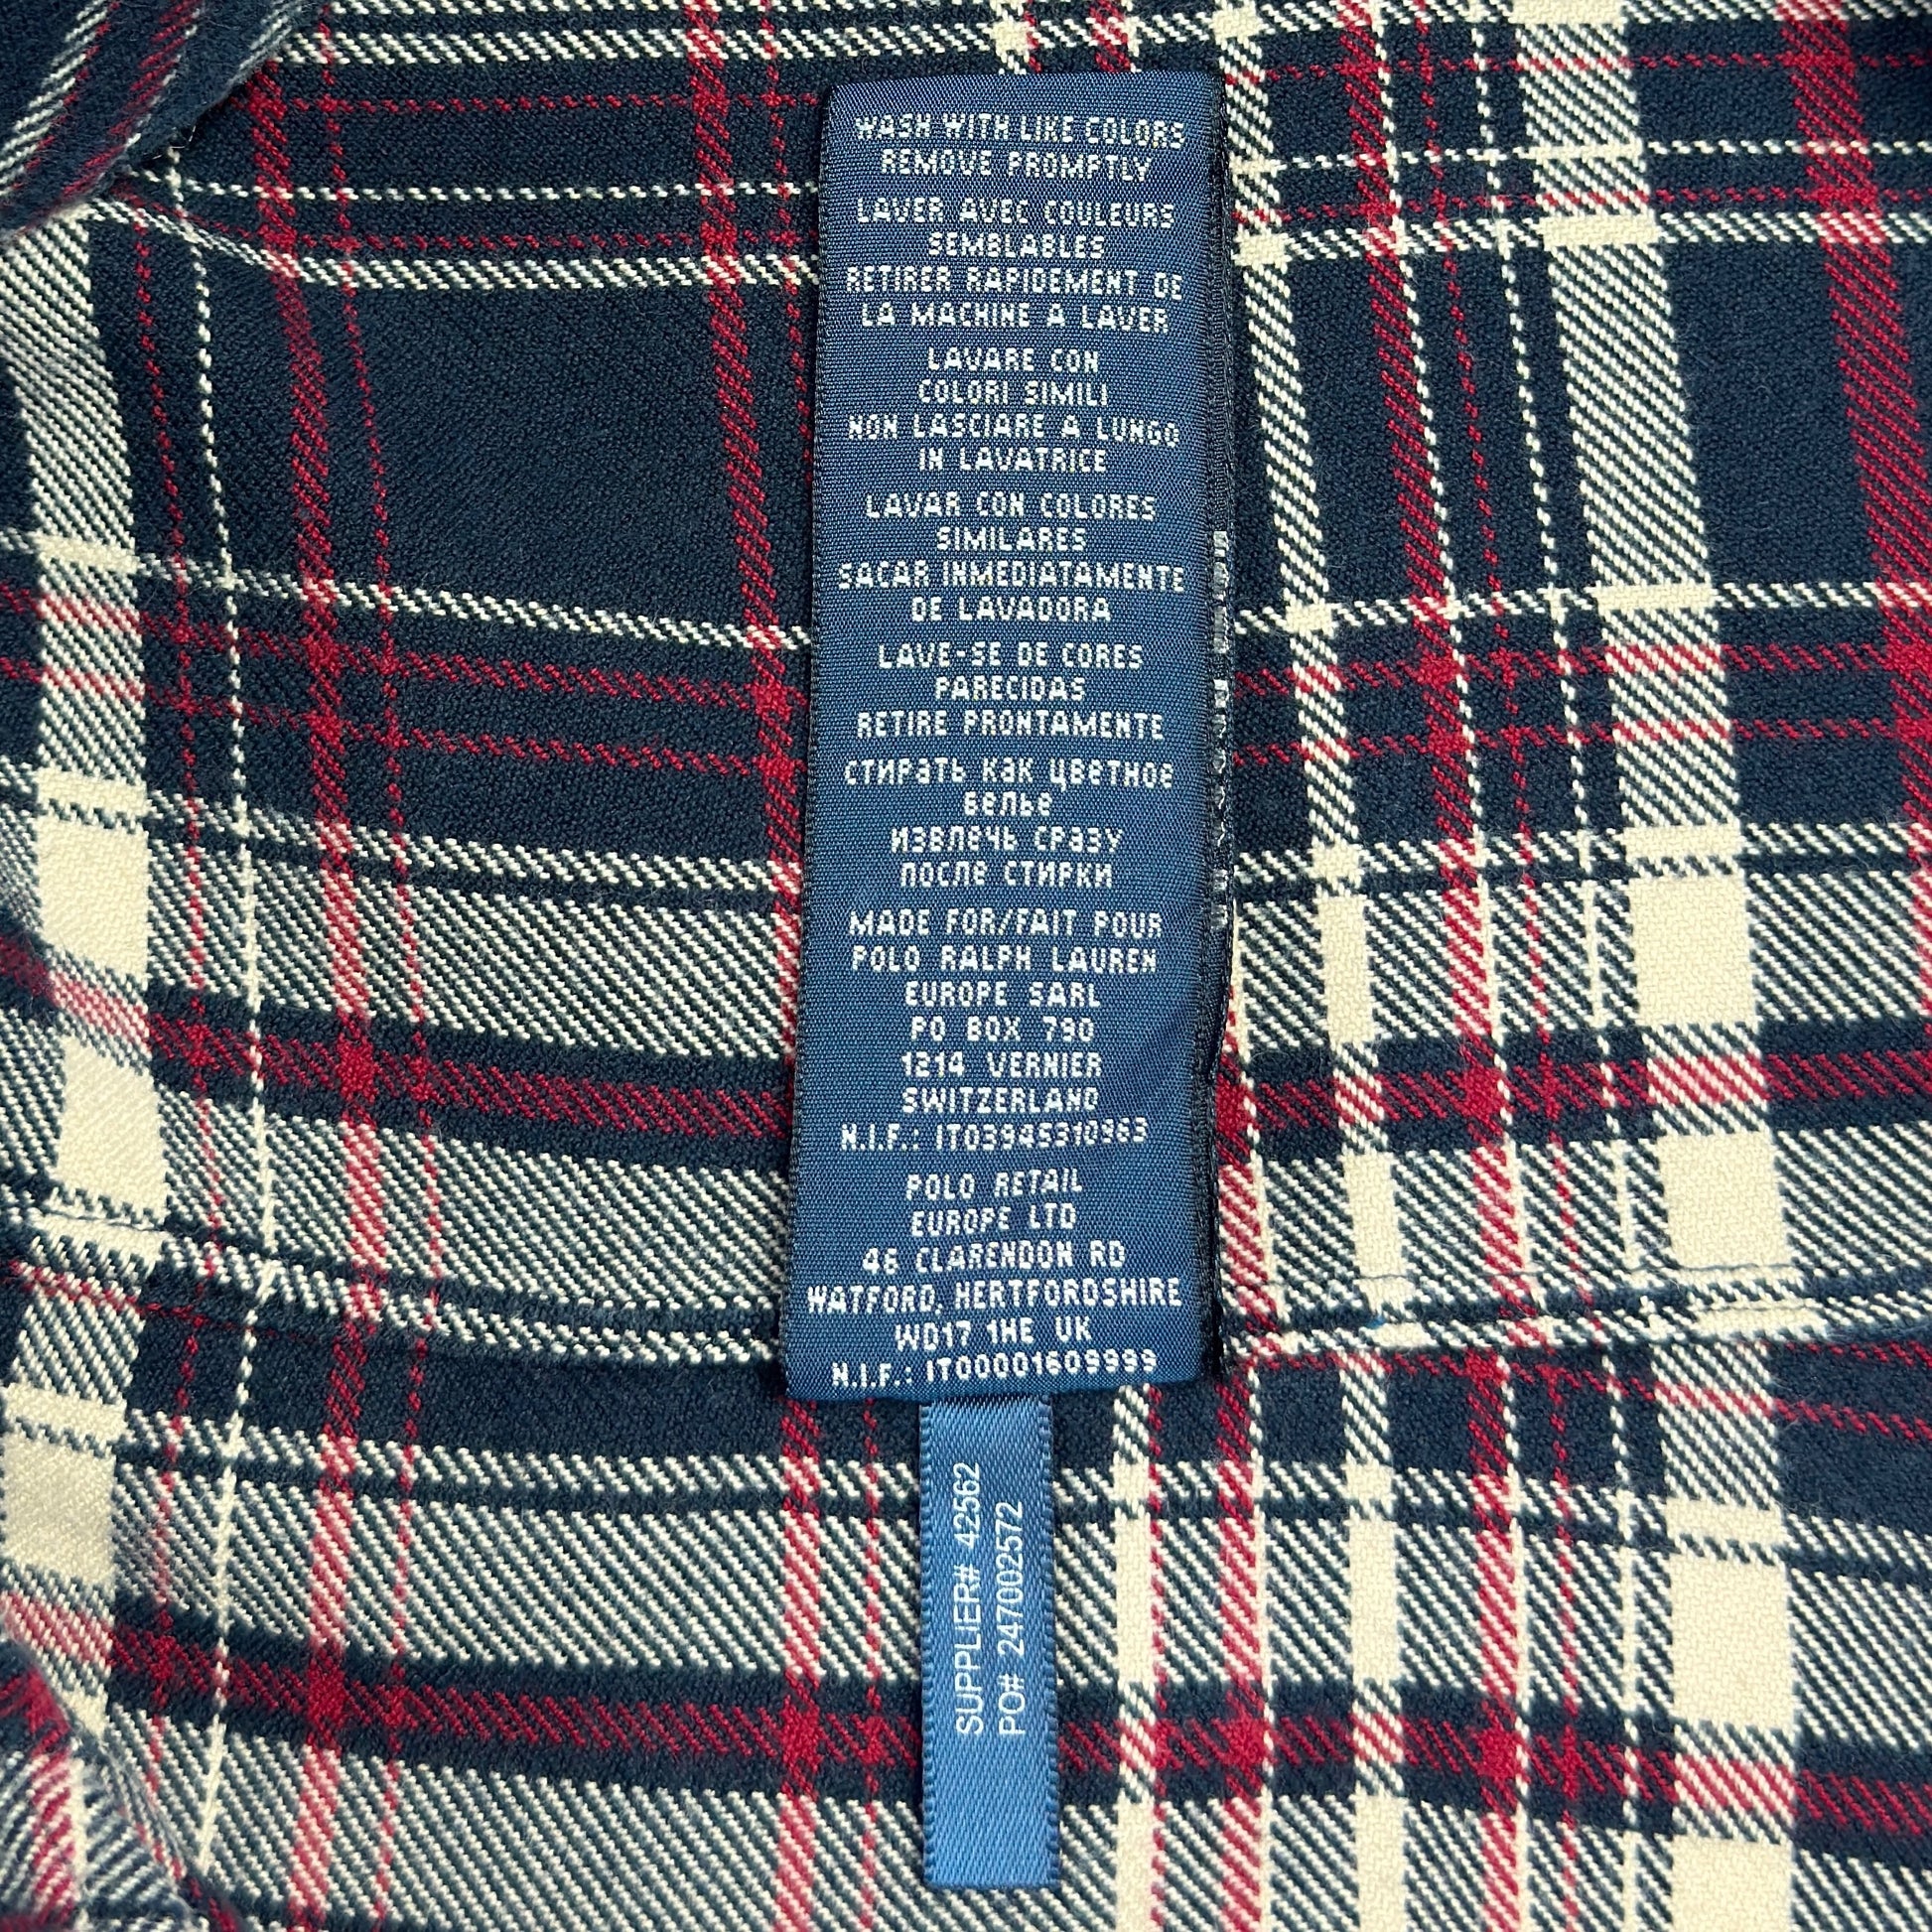 WASH WITH LIKE COLORS
REMOVE PROMPTLY
LAVER AVEC COULEURS
SEMBLABLES
RETIRER RAPIDEMENT DE
LA MACHINE A LAVER
LAVARE CON
COLORI SIMILI
NON LASCIARE A LUNGO
IN LAVATRICE
LAVAR CON COLORES
SIMILARES
SACAR INMEDIATAMENTE
DE LAVADORA
LAVE-SE DE CORES
PARECIDAS
RETIRE PRONTAMENTE
стирать как цветное
белье
извлечь сразу
после стирки
MADE FOR/FAIT POUR
POLO RALPH LAUREN
EUROPE SARL
PO BOX 790
1214 VERNIER
SWITZERLAND
N.I.F.: IT03945310963
POLO RETAIL
EUROPE LTD
46 CLARENDON RD
WATFORD, HERTFORDSHIRE
WD17 1HE UK
N.I.F.: IT00001609999
SUPPLIER# 42562
PO# 247002572